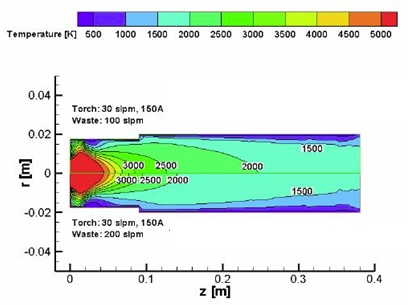 Temperature [K] 500 1000 1500 2000 2500 3000 3500 4000 4500 5000
0.04
Torch: 30 slpm, 150A
Waste: 100 slpm
0.02
1500
3000 2500 2000
r [m] 0
3000 2500 2000
1500
-0.02
Torch: 30 slpm, 150A
Waste: 200 slpm
-0.04
0 0.1 0.2 0.3 0.4
z [m]